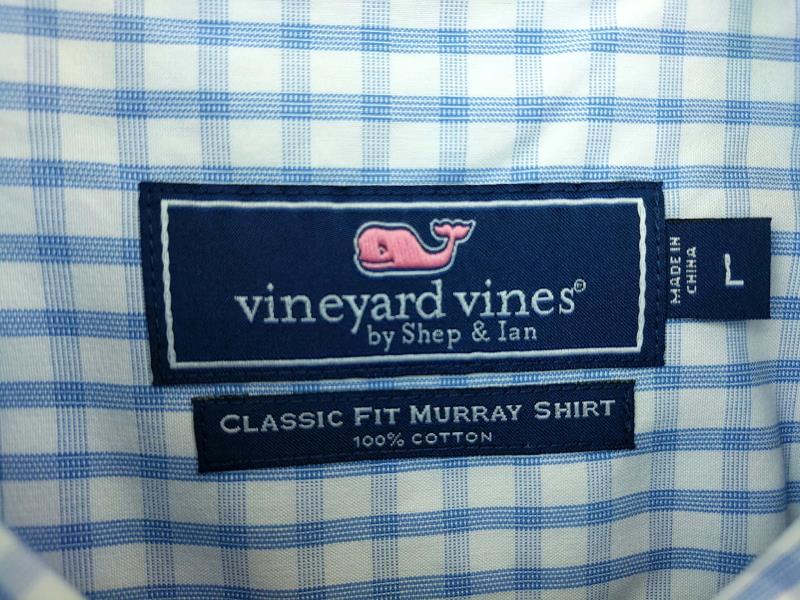 vineyard vines®
by Shep & Ian
MADE IN
CHINA
L
CLASSIC FIT MURRAY SHIRT
100% COTTON